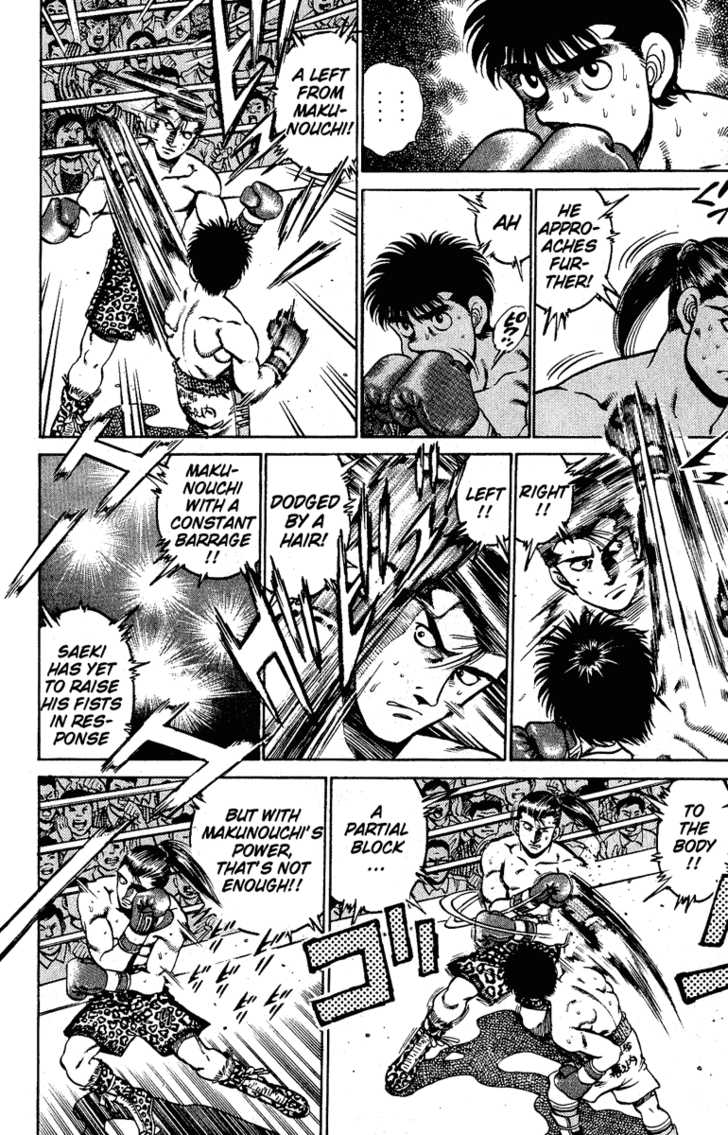 ......
HE
APPRO-
ACHES
FUR-
THER!
AH
A LEFT
FROM
MAKU-
NOUCHI!
RIGHT
!!
LEFT
!!
DODGED
BY A
HAIR!
MAKU-
NOUCHI
WITH A
CONSTANT
BARRAGE
!!
SAEKI
HAS YET
TO RAISE
HIS FISTS
IN RES-
PONSE
TO
THE
BODY
!!
A
PARTIAL
BLOCK
...
ゴッ
BUT WITH
MAKUNOUCHI'S
POWER,
THAT'S NOT
ENOUGH!!